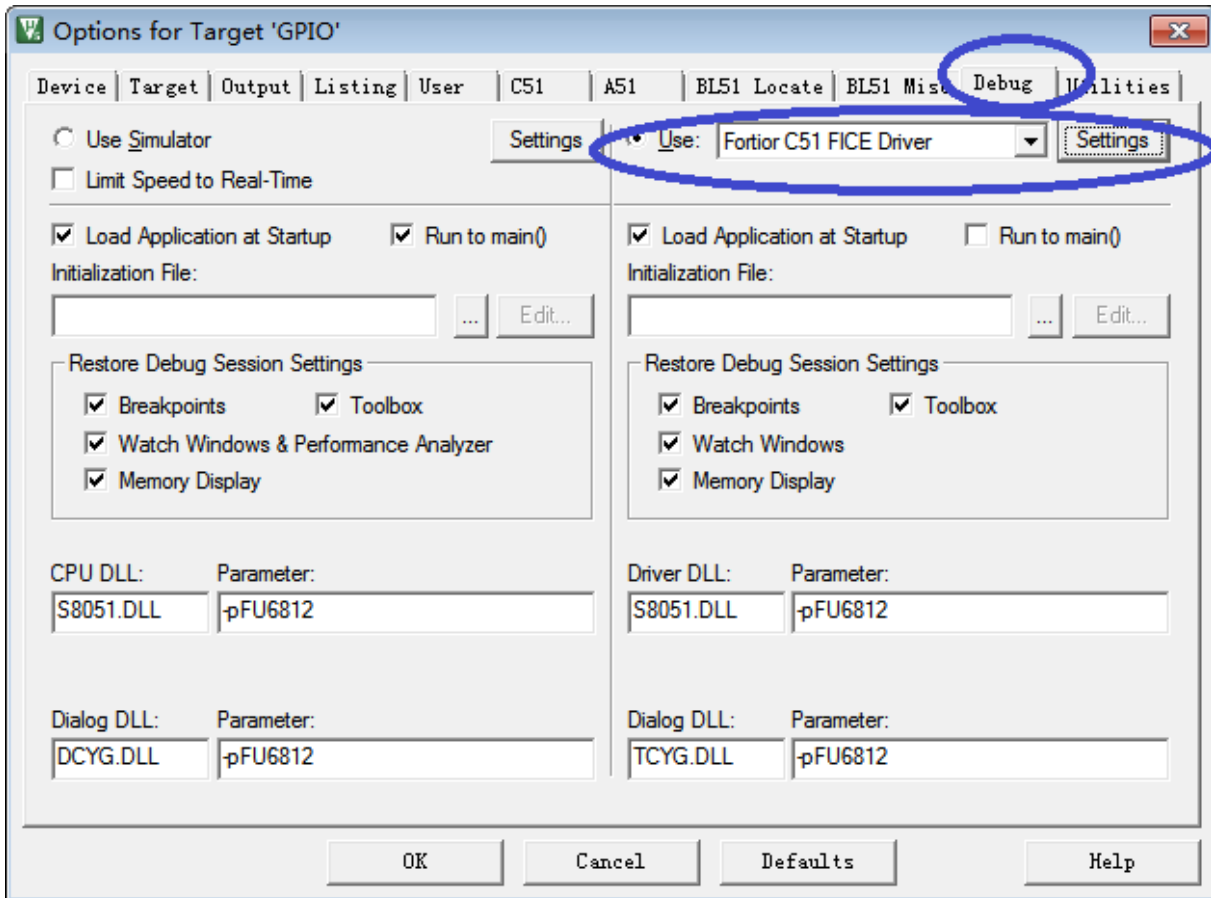 Options for Target 'GPIO'
Device Target Output Listing User C51 A51 BL51 Locate BL51 Misc Debug Utilities
Use Simulator Settings Use: Fortior C51 FICE Driver Settings
Limit Speed to Real-Time
Load Application at Startup Run to main() Load Application at Startup Run to main()
Initialization File: Initialization File:
... Edit... ... Edit...
Restore Debug Session Settings Restore Debug Session Settings
Breakpoints Toolbox Breakpoints Toolbox
Watch Windows & Performance Analyzer Watch Windows
Memory Display Memory Display
CPU DLL: Parameter: Driver DLL: Parameter:
S8051.DLL -pFU6812 S8051.DLL -pFU6812
Dialog DLL: Parameter: Dialog DLL: Parameter:
DCYG.DLL -pFU6812 TCYG.DLL -pFU6812
OK Cancel Defaults Help